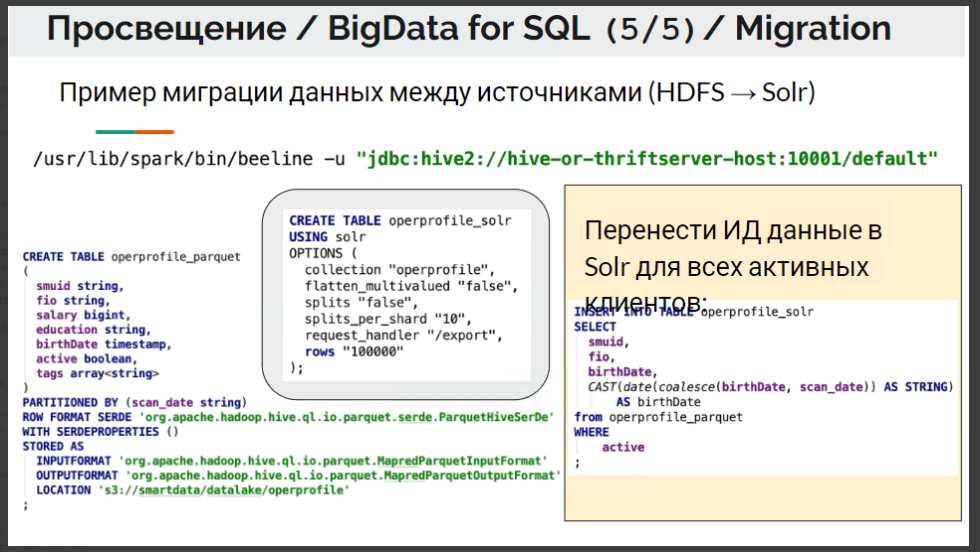 Просвещение / BigData for SQL (5/5) / Migration
Пример миграции данных между источниками (HDFS → Solr)
/usr/lib/spark/bin/beeline -u "jdbc:hive2://hive-or-thriftserver-host:10001/default"
CREATE TABLE operprofile_parquet
(
smuid string,
fio string,
salary bigint,
education string,
birthDate timestamp,
active boolean,
tags array<string>
)
PARTITIONED BY (scan_date string)
ROW FORMAT SERDE 'org.apache.hadoop.hive.ql.io.parquet.serde.ParquetHiveSerDe'
WITH SERDEPROPERTIES ()
STORED AS
INPUTFORMAT 'org.apache.hadoop.hive.ql.io.parquet.MapredParquetInputFormat'
OUTPUTFORMAT 'org.apache.hadoop.hive.ql.io.parquet.MapredParquetOutputFormat'
LOCATION 's3://smartdata/datalake/operprofile'
;
CREATE TABLE operprofile_solr
USING solr
OPTIONS (
collection "operprofile",
flatten_multivalued "false",
splits "false",
splits_per_shard "10",
request_handler "/export",
rows "100000"
);
Перенести ИД данные в
Solr для всех активных
клиентов:
INSERT INTO TABLE operprofile_solr
SELECT
smuid,
fio,
birthDate,
CAST(date(coalesce(birthDate, scan_date)) AS STRING)
AS birthDate
from operprofile_parquet
WHERE
active
;